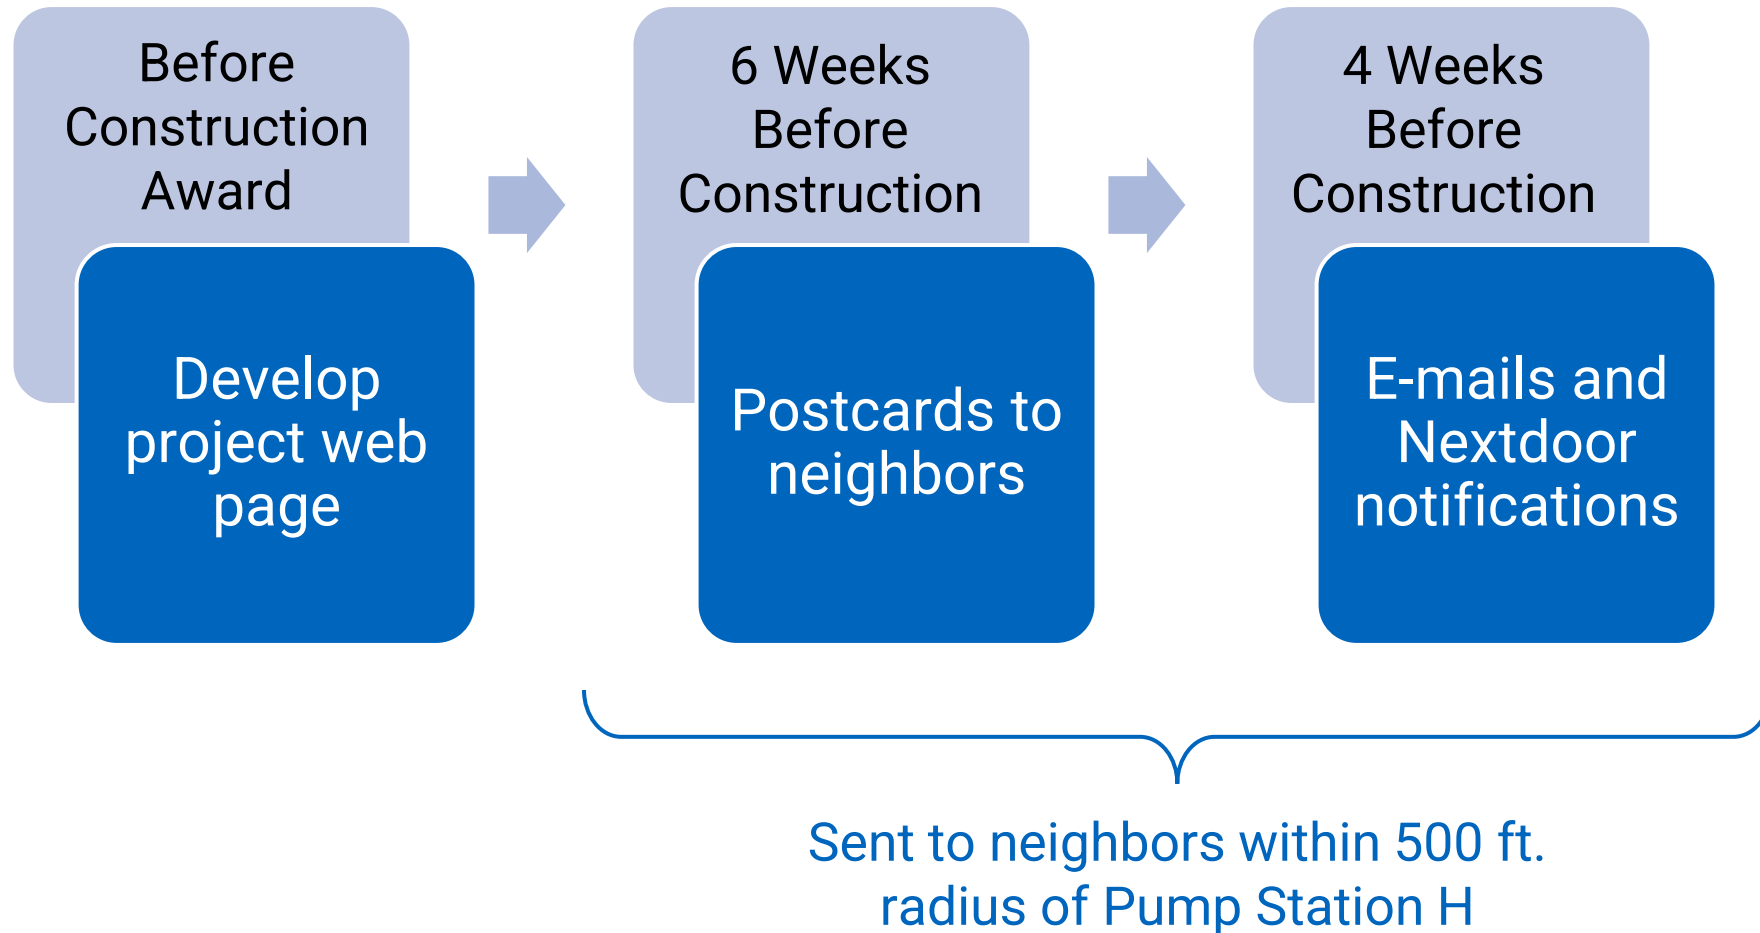 Before
Construction
Award
Develop
project web
page
6 Weeks
Before
Construction
Postcards to
neighbors
4 Weeks
Before
Construction
E-mails and
Nextdoor
notifications
Sent to neighbors within 500 ft.
radius of Pump Station H